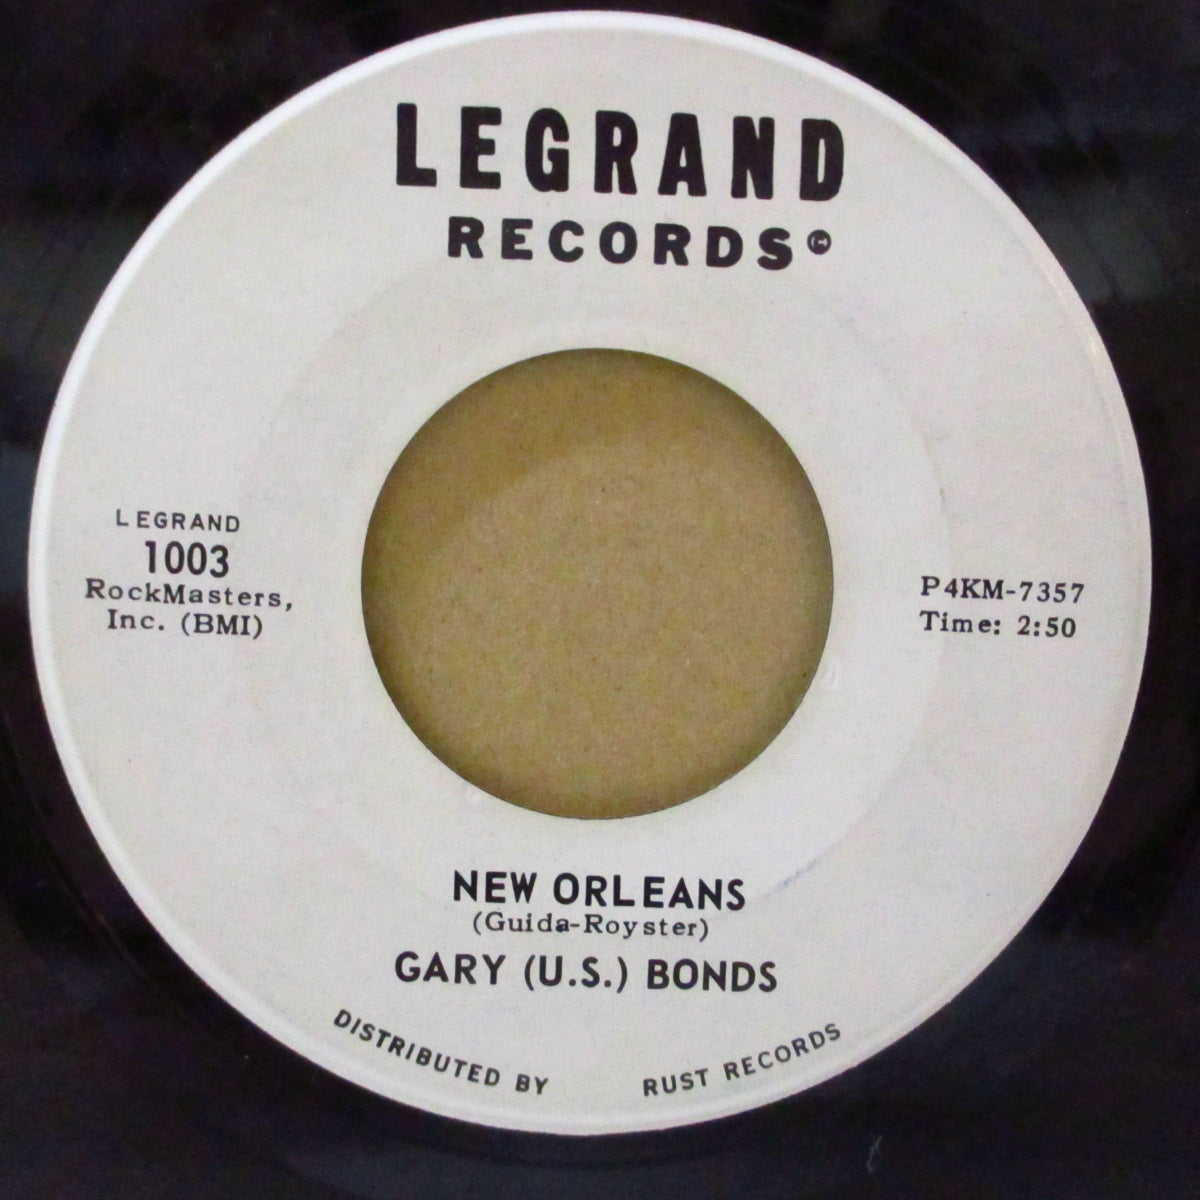 LEGRAND
RECORDS©
LEGRAND
1003
RockMasters,
Inc. (BMI)
P4KM-7357
Time: 2:50
NEW ORLEANS
(Guida-Royster)
GARY (U.S.) BONDS
DISTRIBUTED BY RUST RECORDS